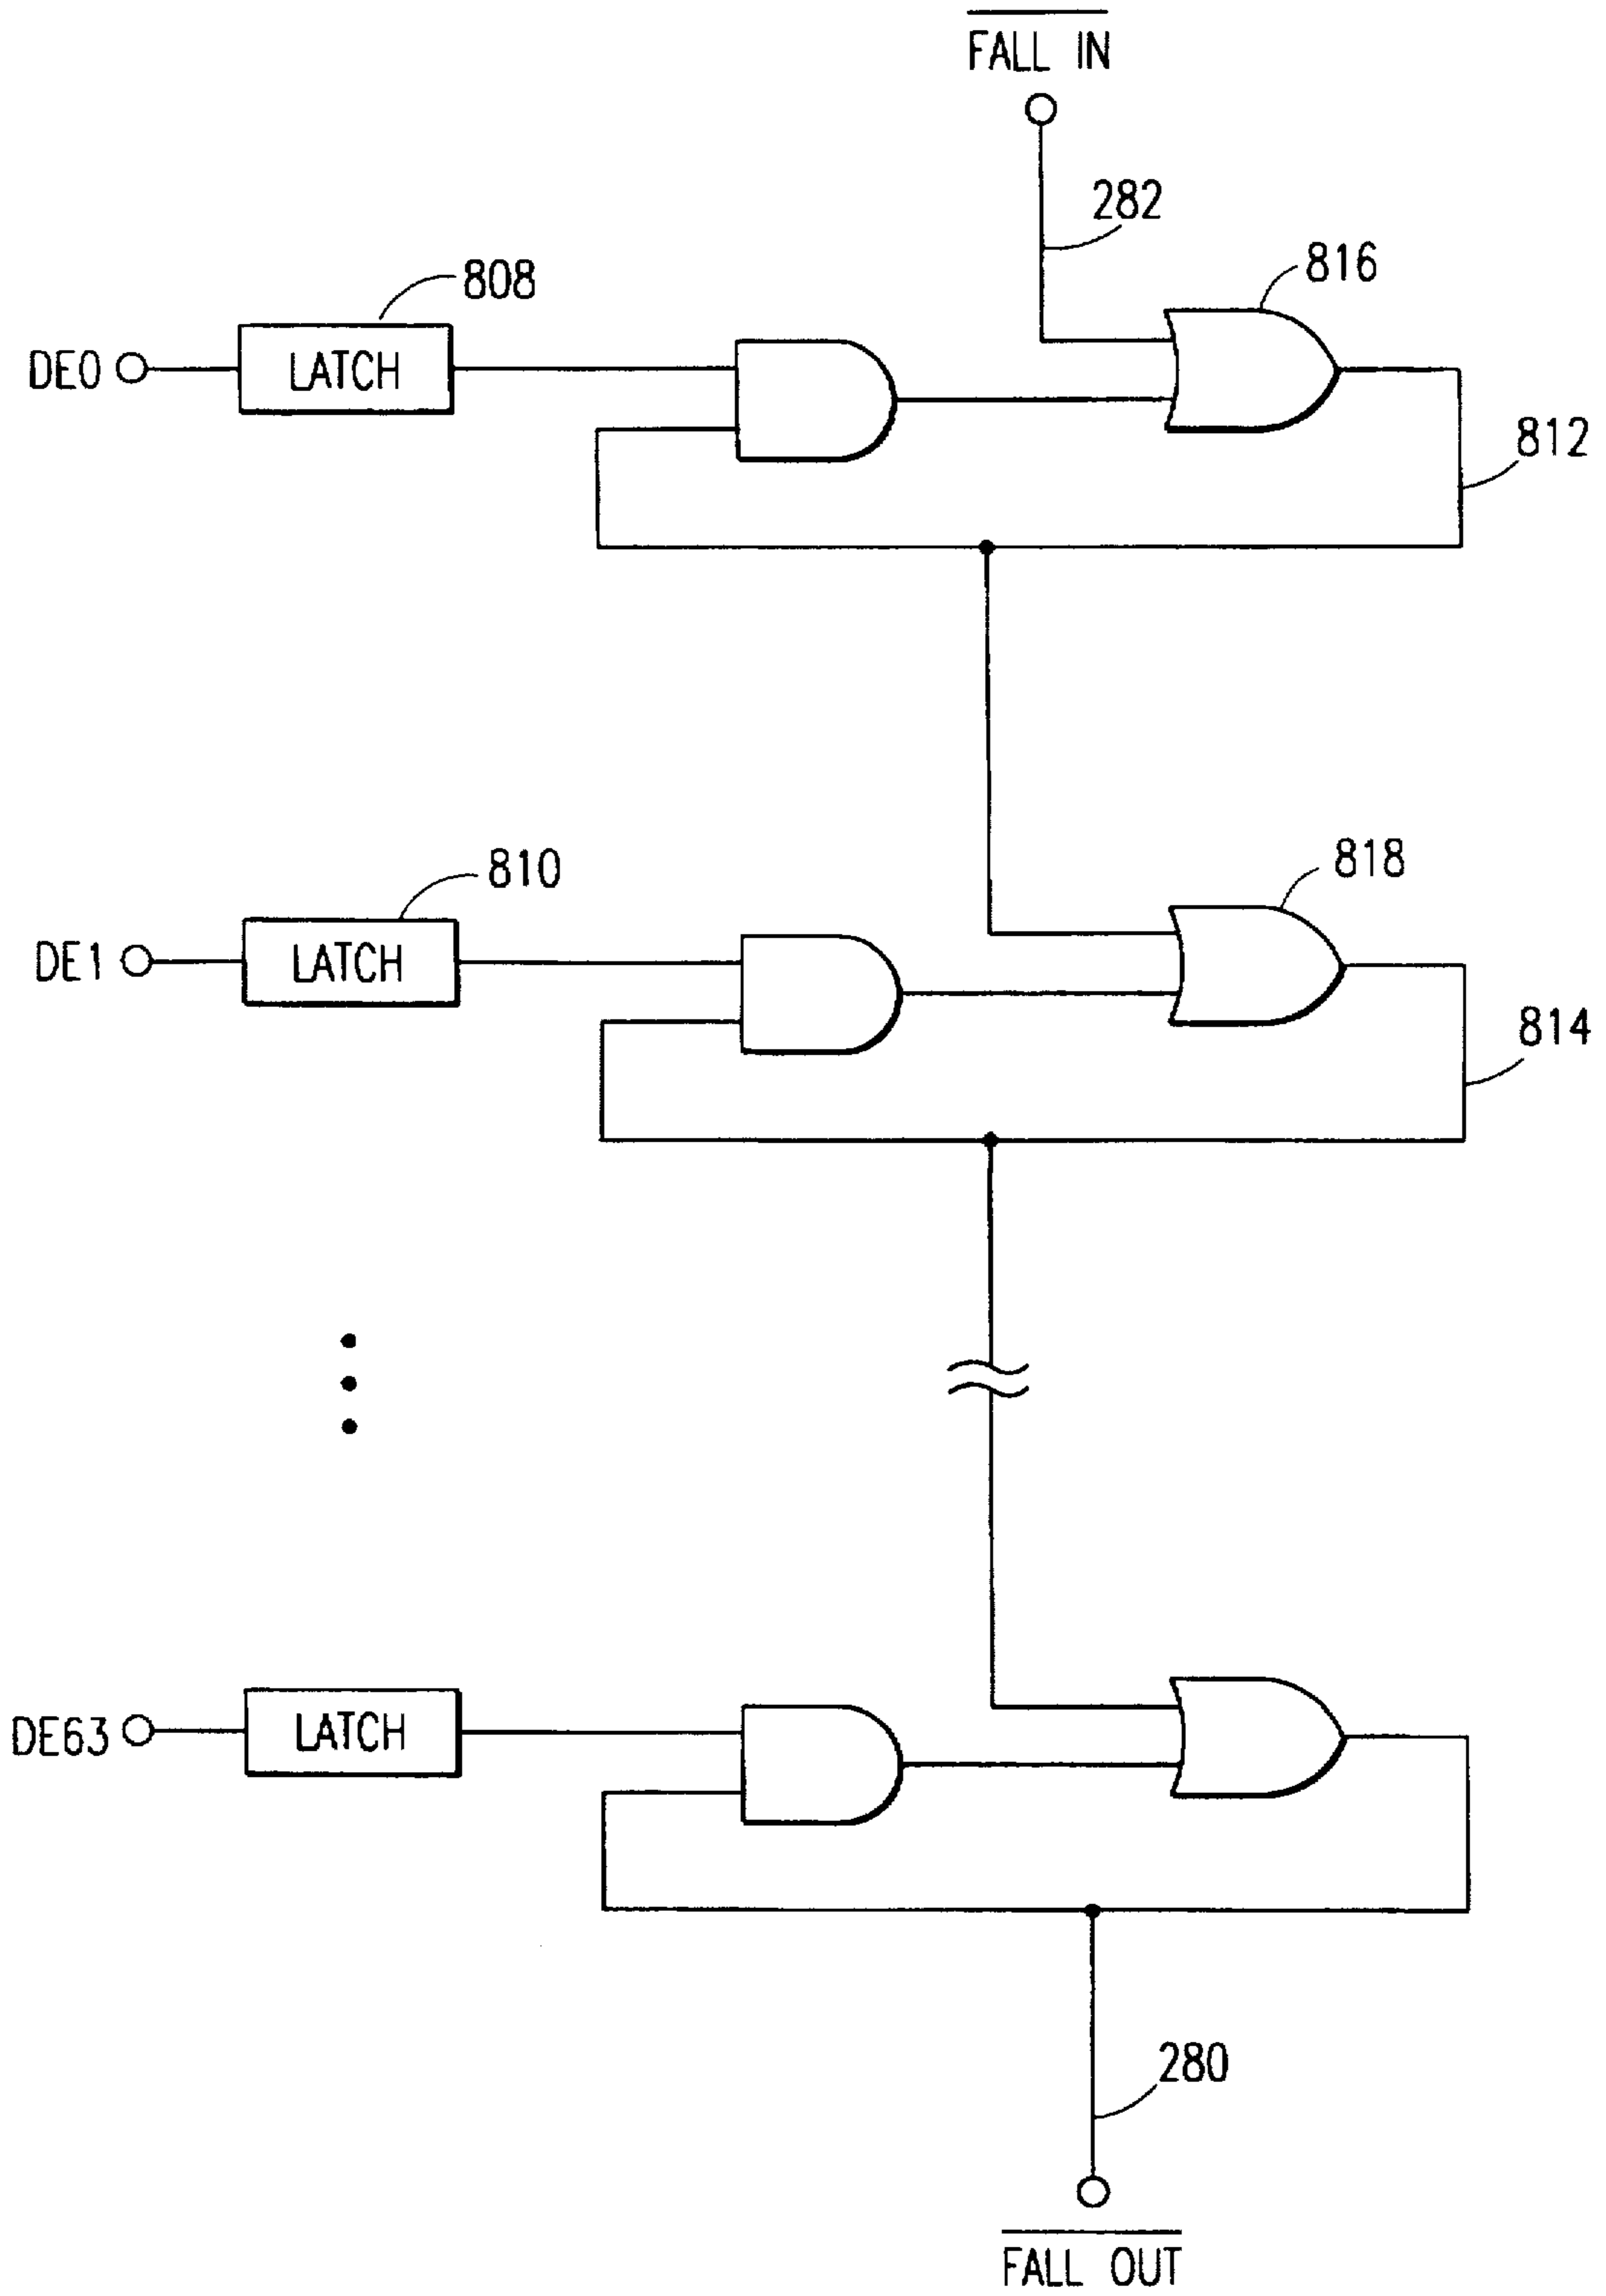 FALL IN
282
816
808
DE0
LATCH
812
818
810
DE1
LATCH
814
DE63
LATCH
280
FALL OUT